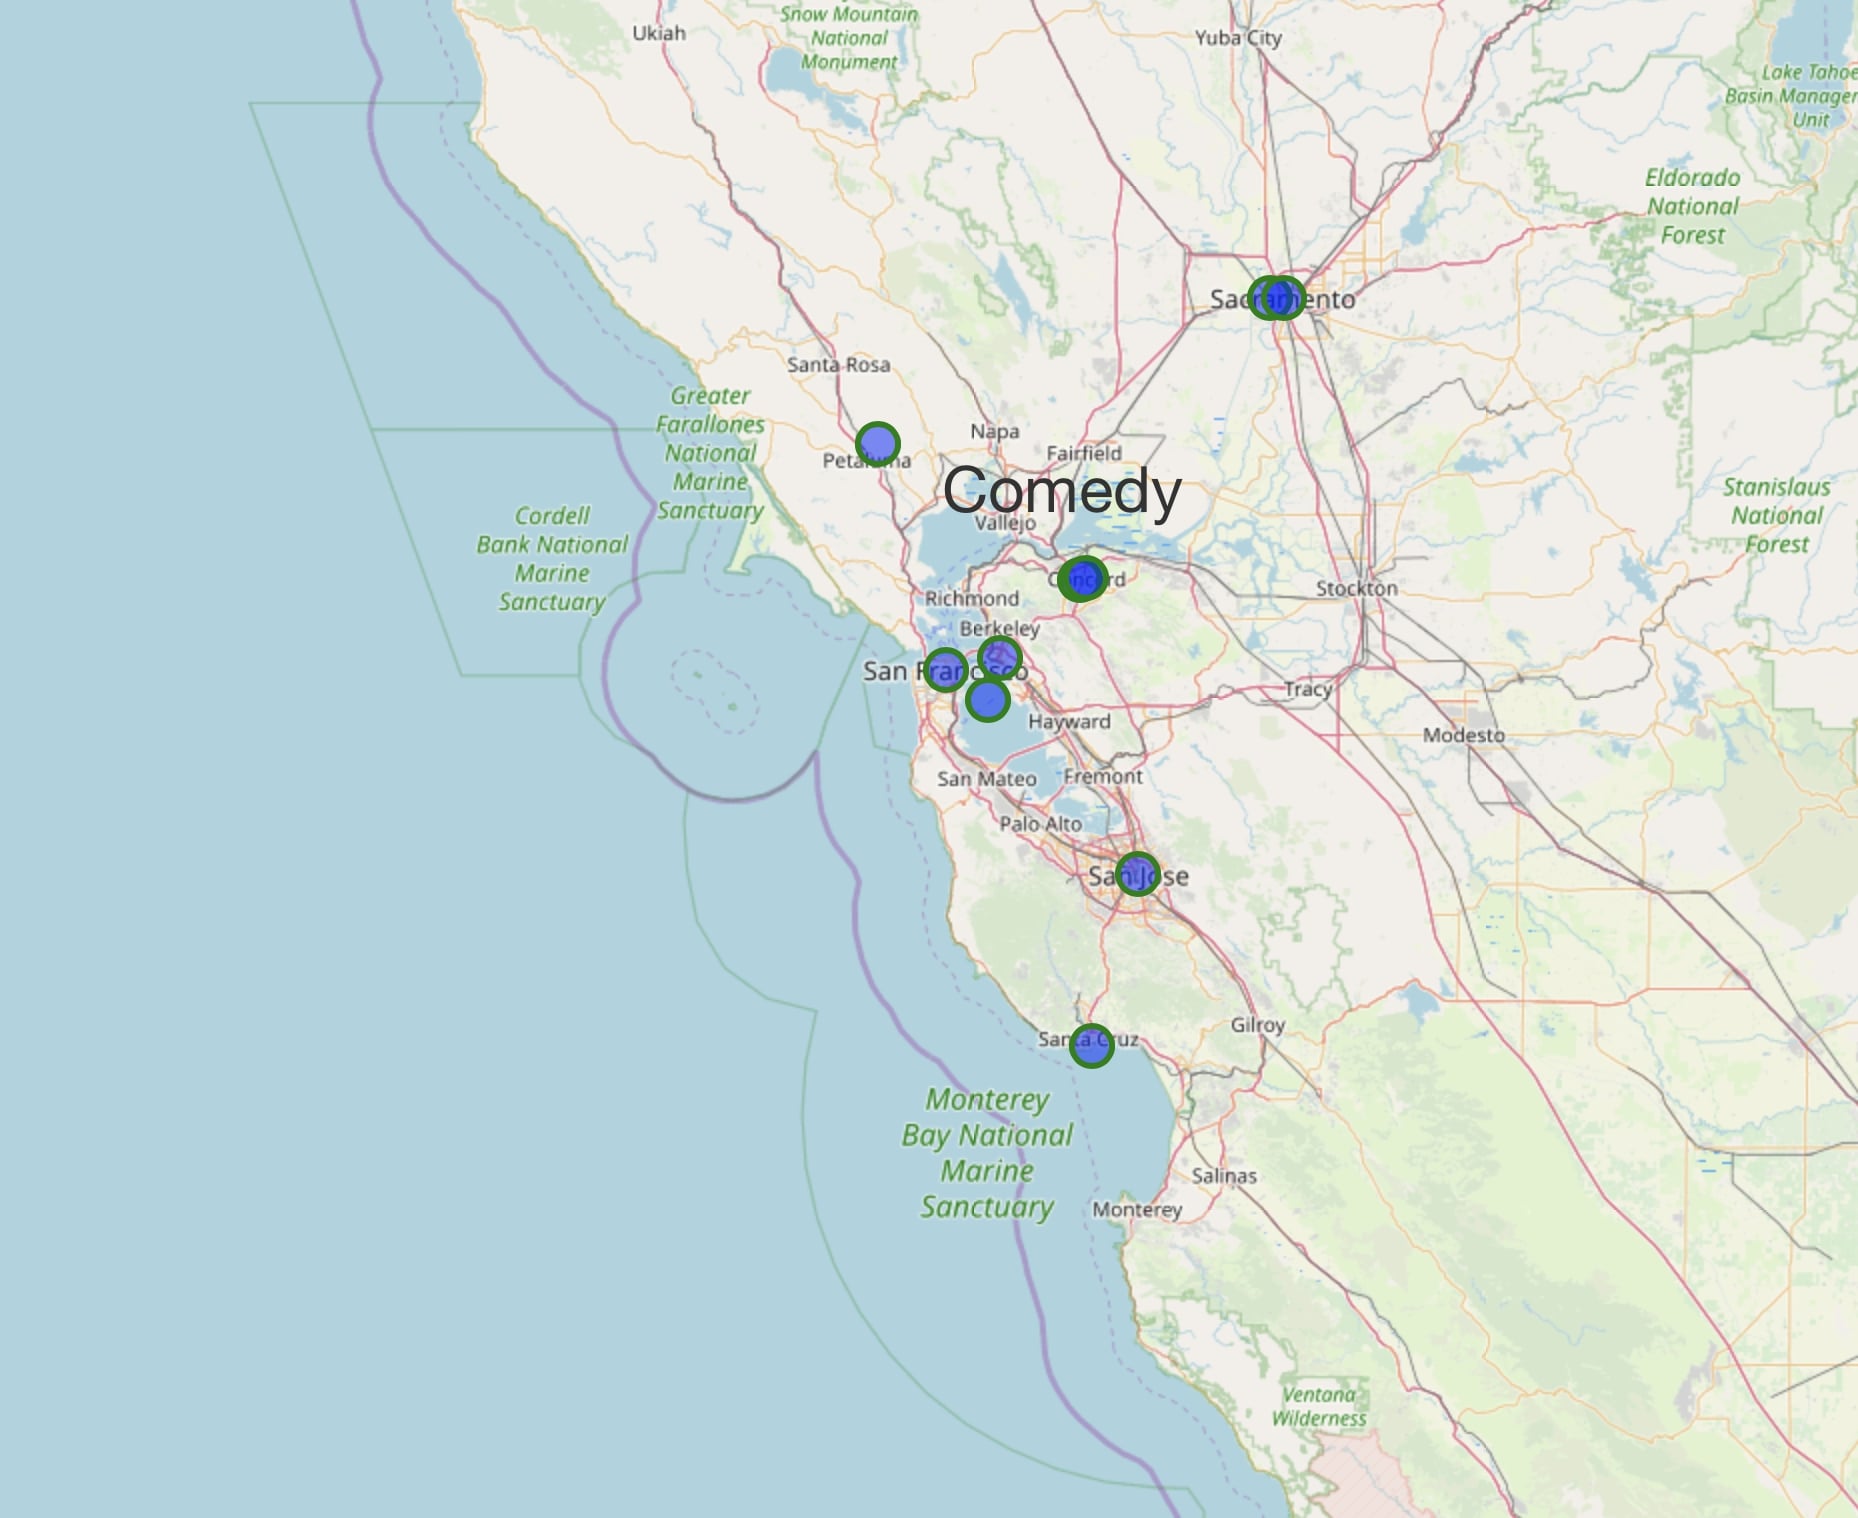 Ukiah
Snow Mountain
National
Monument
Yuba City
Lake Tahoe
Basin Manager
Unit
Eldorado
National
Forest
Sacramento
Santa Rosa
Greater
Farallones
National
Marine
Sanctuary
Napa
Petaluma
Fairfield
Comedy
Vallejo
Stanislaus
National
Forest
Cordell
Bank National
Marine
Sanctuary
Concord
Stockton
Richmond
Berkeley
San Francisco
Tracy
Hayward
Modesto
San Mateo
Fremont
Palo Alto
San Jose
Gilroy
Santa Cruz
Monterey
Bay National
Marine
Sanctuary
Salinas
Monterey
Ventana
Wilderness